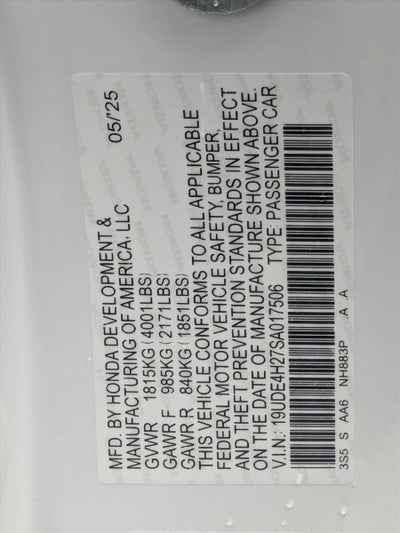 MFD. BY HONDA DEVELOPMENT &
MANUFACTURING OF AMERICA, LLC 05/'25
GVWR 1815KG(4001LBS)
GAWR F 985KG(2171LBS)
GAWR R 840KG(1851LBS)
THIS VEHICLE CONFORMS TO ALL APPLICABLE
FEDERAL MOTOR VEHICLE SAFETY, BUMPER,
AND THEFT PREVENTION STANDARDS IN EFFECT
ON THE DATE OF MANUFACTURE SHOWN ABOVE.
V.I.N.: 19UDE4H27SA017506 TYPE: PASSENGER CAR
3S5 S AA6 NH883P A A